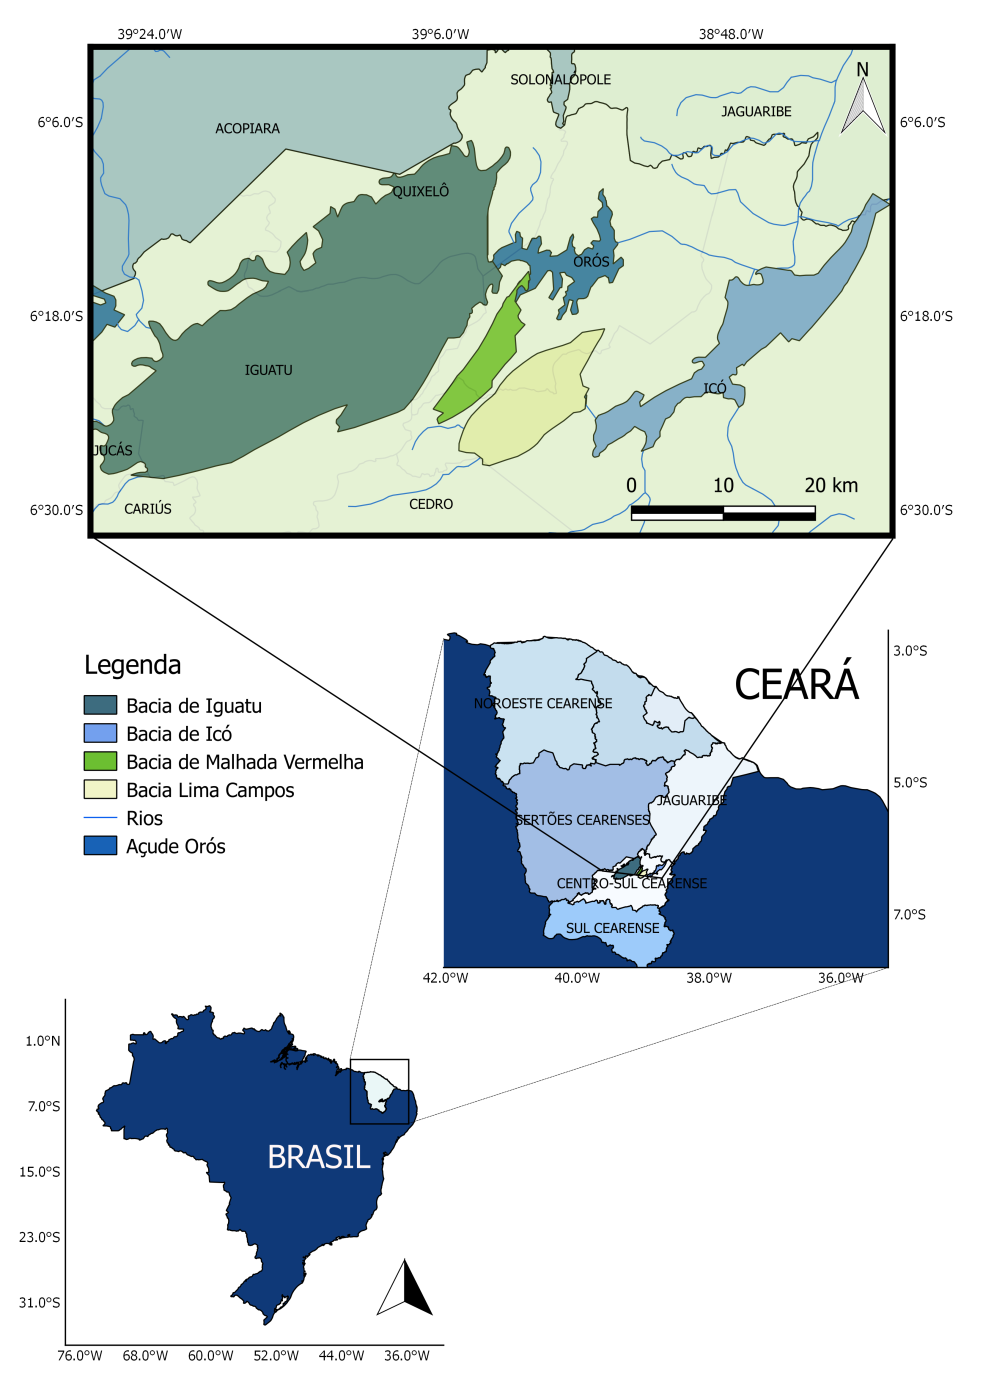 39°24.0'W 39°6.0'W 38°48.0'W
N
SOLONALÓPOLE
JAGUARIBE
6°6.0'S
ACOPIARA
6°6.0'S
QUIXELÔ
ORÓS
6°18.0'S
6°18.0'S
IGUATU
ICÓ
JUCÁS
0 10 20 km
CEDRO
CARIÚS
6°30.0'S
6°30.0'S
Legenda
Bacia de Iguatu
Bacia de Icó
Bacia de Malhada Vermelha
Bacia Lima Campos
Rios
Açude Orós
3.0°S
CEARÁ
NOROESTE CEARENSE
5.0°S
JAGUARIBE
SERTÕES CEARENSES
CENTRO-SUL CEARENSE
7.0°S
SUL CEARENSE
42.0°W 40.0°W 38.0°W 36.0°W
1.0°N
7.0°S
BRASIL
15.0°S
23.0°S
31.0°S
76.0°W 68.0°W 60.0°W 52.0°W 44.0°W 36.0°W